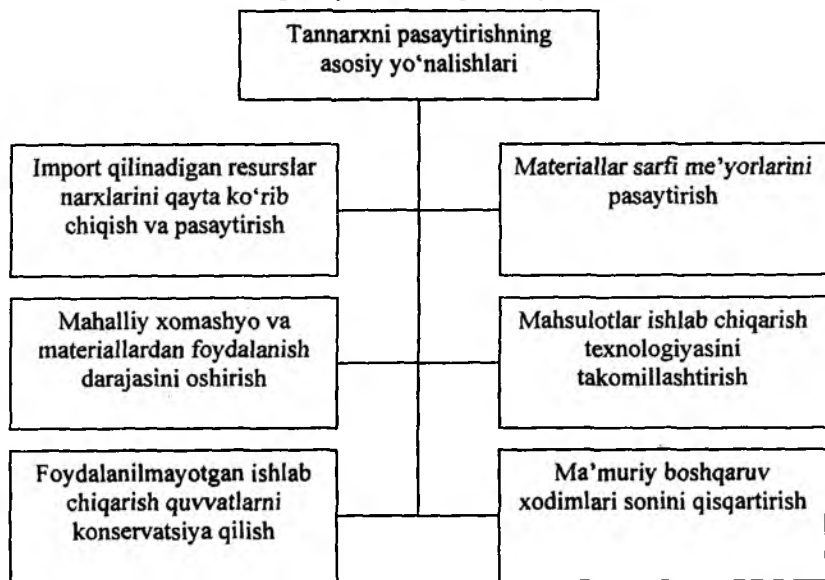 Tannarxni pasaytirishning
asosiy yo‘nalishlari
Import qilinadigan resurslar
narxlarini qayta ko‘rib
chiqish va pasaytirish
Materiallar sarfi me’yorlarini
pasaytirish
Mahalliy xomashyo va
materiallardan foydalanish
darajasini oshirish
Mahsulotlar ishlab chiqarish
texnologiyasini
takomillashtirish
Foydalanilmayotgan ishlab
chiqarish quvvatlarni
konservatsiya qilish
Ma’muriy boshqaruv
xodimlari sonini qisqartirish